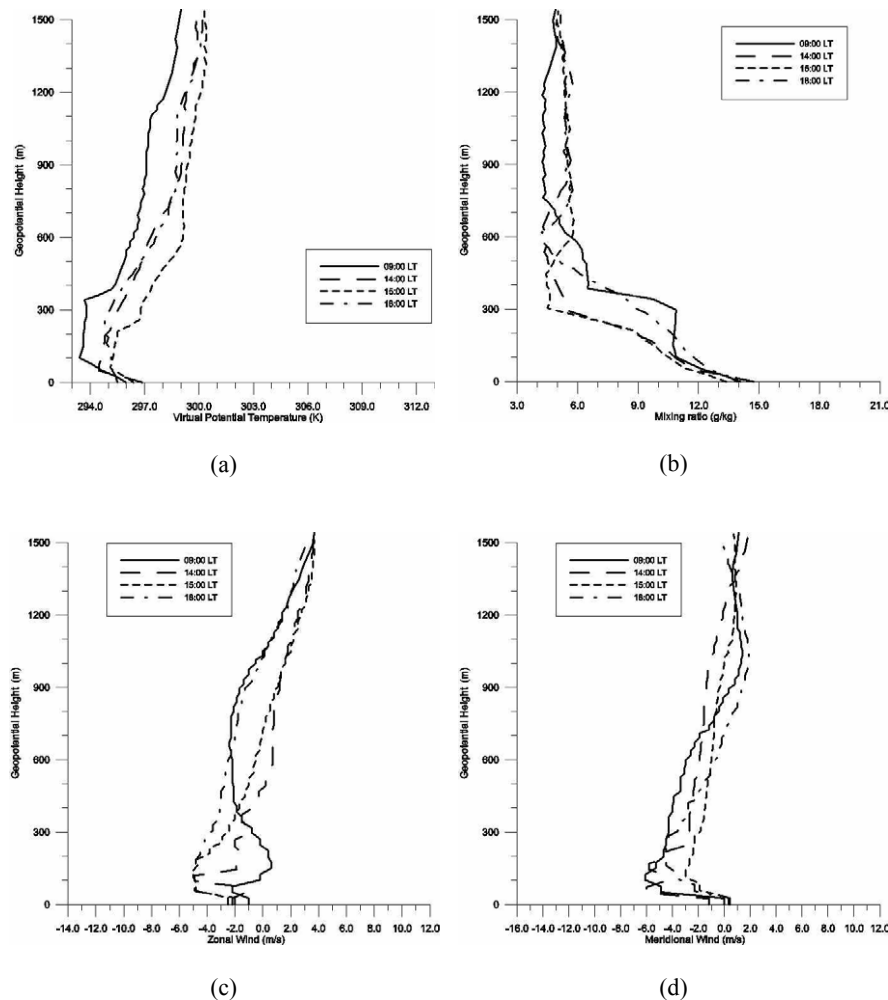 1500
1200
900
600
300
0
Geopotential Height (m)
09:00 LT
14:00 LT
15:00 LT
18:00 LT
294.0 297.0 300.0 303.0 306.0 309.0 312.0
Virtual Potential Temperature (K)
(a)
1500
1200
900
600
300
0
Geopotential Height (m)
09:00 LT
14:00 LT
15:00 LT
18:00 LT
3.0 6.0 9.0 12.0 15.0 18.0 21.0
Mixing ratio (g/kg)
(b)
1500
1200
900
600
300
0
Geopotential Height (m)
09:00 LT
14:00 LT
15:00 LT
18:00 LT
-14.0 -12.0 -10.0 -8.0 -6.0 -4.0 -2.0 0.0 2.0 4.0 6.0 8.0 10.0 12.0
Zonal Wind (m/s)
(c)
1500
1200
900
600
300
0
Geopotential Height (m)
09:00 LT
14:00 LT
15:00 LT
18:00 LT
-16.0 -14.0 -12.0 -10.0 -8.0 -6.0 -4.0 -2.0 0.0 2.0 4.0 6.0 8.0 10.0 12.0
Meridional Wind (m/s)
(d)